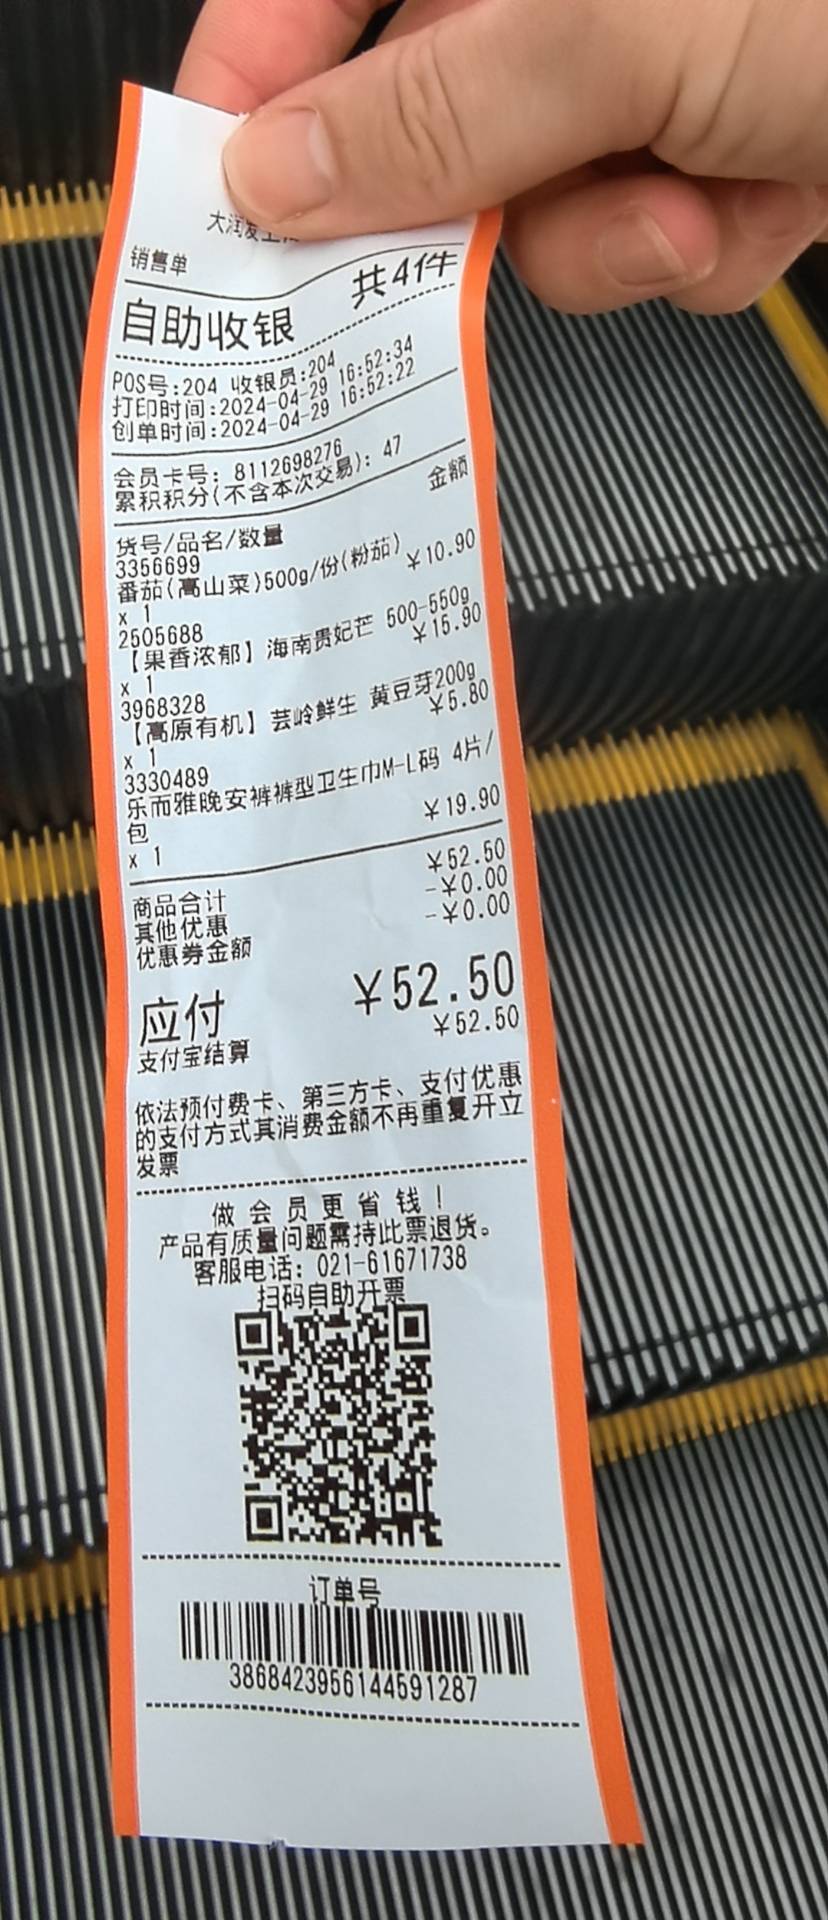 大润发上
销售单
共4件
自助收银
POS号:204 收银员:204
打印时间:2024-04-29 16:52:34
创单时间:2024-04-29 16:52:22
会员卡号: 8112698276
累积积分(不含本次交易): 47
金额
货号/品名/数量
3356699
番茄(高山菜)500g/份(粉茄) ￥10.90
x 1
2505688
【果香浓郁】海南贵妃芒 500-550g
￥15.90
x 1
3968328
【高原有机】芸岭鲜生 黄豆芽200g
￥5.80
x 1
3330489
乐而雅晚安裤裤型卫生巾M-L码 4片/
包 ￥19.90
x 1
商品合计 ￥52.50
其他优惠 -￥0.00
优惠券金额 -￥0.00
应付 ￥52.50
支付宝结算 ￥52.50
依法预付费卡、第三方卡、支付优惠
的支付方式其消费金额不再重复开立
发票
做会员更省钱!
产品有质量问题需持此票退货。
客服电话: 021-61671738
扫码自助开票
订单号
3868423956144591287